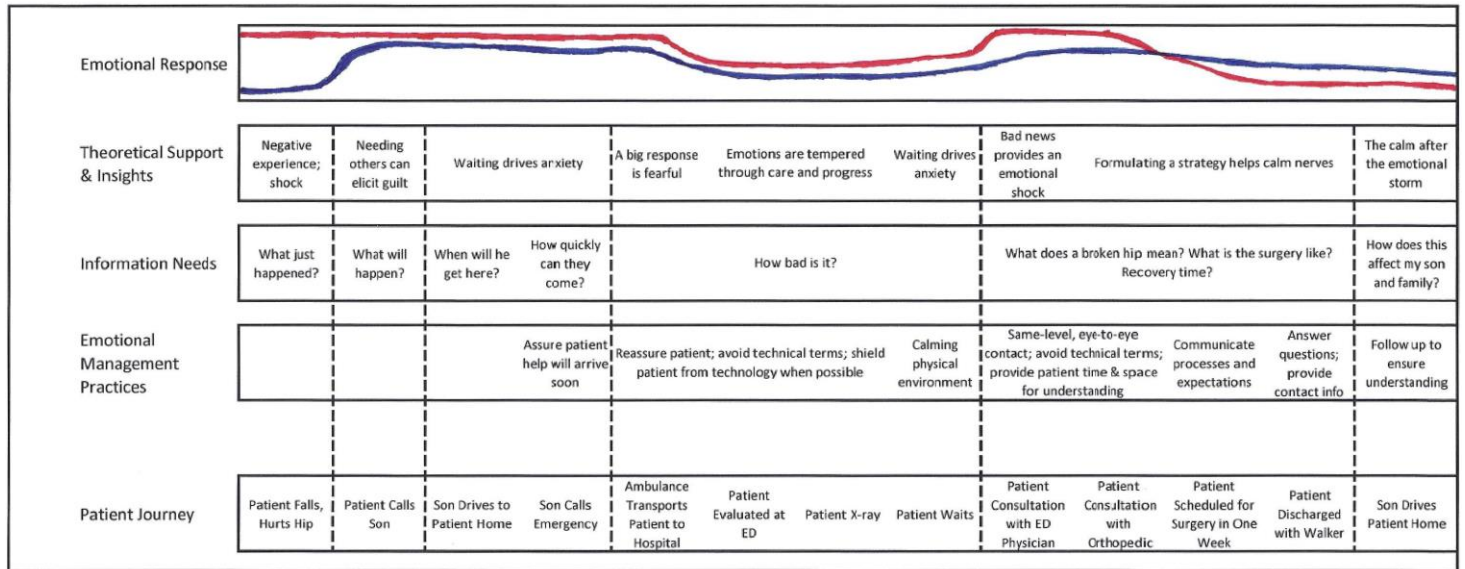 Emotional Response
Theoretical Support
& Insights
Negative
experience;
shock
Needing
others can
elicit guilt
Waiting drives anxiety
A big response
is fearful
Emotions are tempered
through care and progress
Waiting drives
anxiety
Bad news
provides an
emotional
shock
Formulating a strategy helps calm nerves
The calm after
the emotional
storm
Information Needs
What just
happened?
What will
happen?
When will he
get here?
How quickly
can they
come?
How bad is it?
What does a broken hip mean? What is the surgery like?
Recovery time?
How does this
affect my son
and family?
Emotional
Management
Practices
Assure patient
help will arrive
soon
Reassure patient; avoid technical terms; shield
patient from technology when possible
Calming
physical
environment
Same-level, eye-to-eye
contact; avoid technical terms;
provide patient time & space
for understanding
Communicate
processes and
expectations
Answer
questions;
provide
contact info
Follow up to
ensure
understanding
Patient Journey
Patient Falls,
Hurts Hip
Patient Calls
Son
Son Drives to
Patient Home
Son Calls
Emergency
Ambulance
Transports
Patient to
Hospital
Patient
Evaluated at
ED
Patient X-ray
Patient Waits
Patient
Consultation
with ED
Physician
Patient
Consultation
with
Orthopedic
Patient
Scheduled for
Surgery in One
Week
Patient
Discharged
with Walker
Son Drives
Patient Home